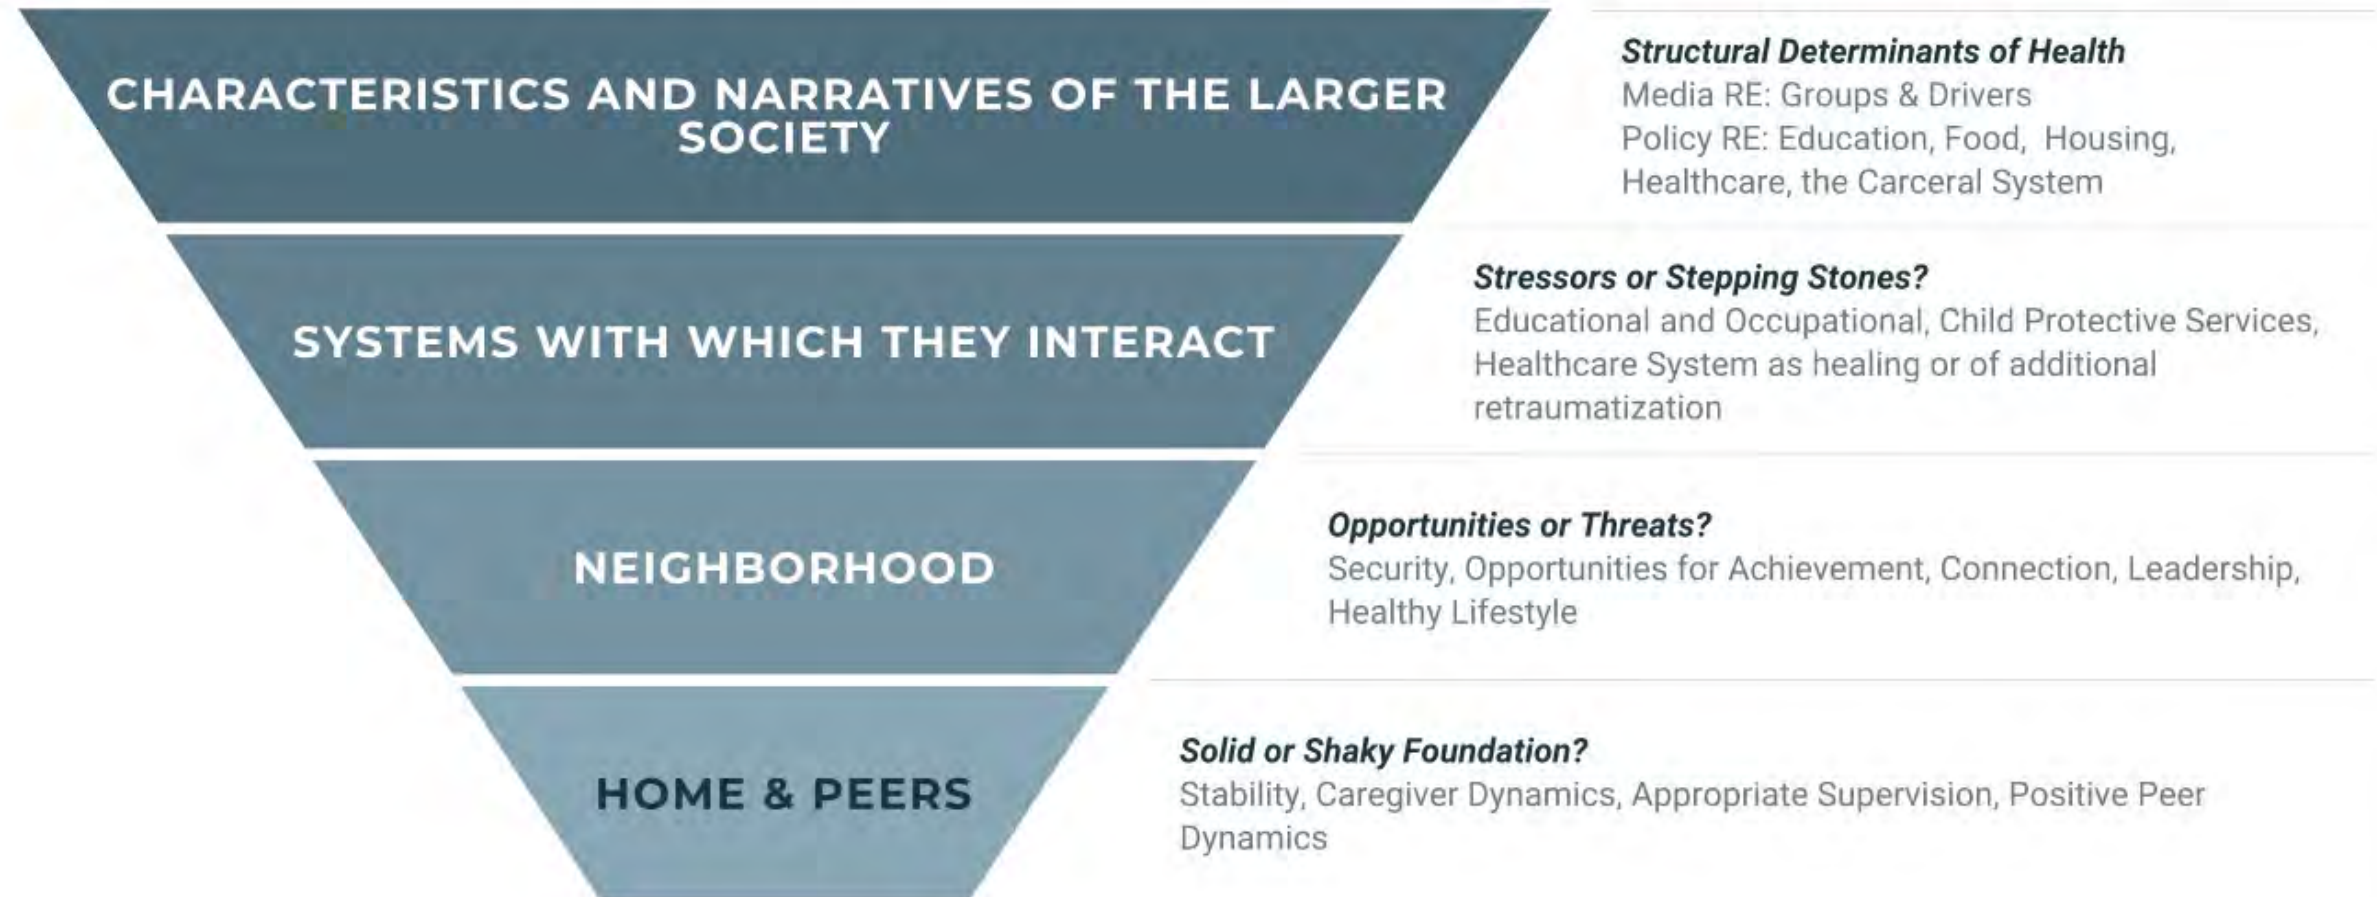 CHARACTERISTICS AND NARRATIVES OF THE LARGER
SOCIETY
Structural Determinants of Health
Media RE: Groups & Drivers
Policy RE: Education, Food, Housing,
Healthcare, the Carceral System
SYSTEMS WITH WHICH THEY INTERACT
Stressors or Stepping Stones?
Educational and Occupational, Child Protective Services,
Healthcare System as healing or of additional
retraumatization
NEIGHBORHOOD
Opportunities or Threats?
Security, Opportunities for Achievement, Connection, Leadership,
Healthy Lifestyle
HOME & PEERS
Solid or Shaky Foundation?
Stability, Caregiver Dynamics, Appropriate Supervision, Positive Peer
Dynamics